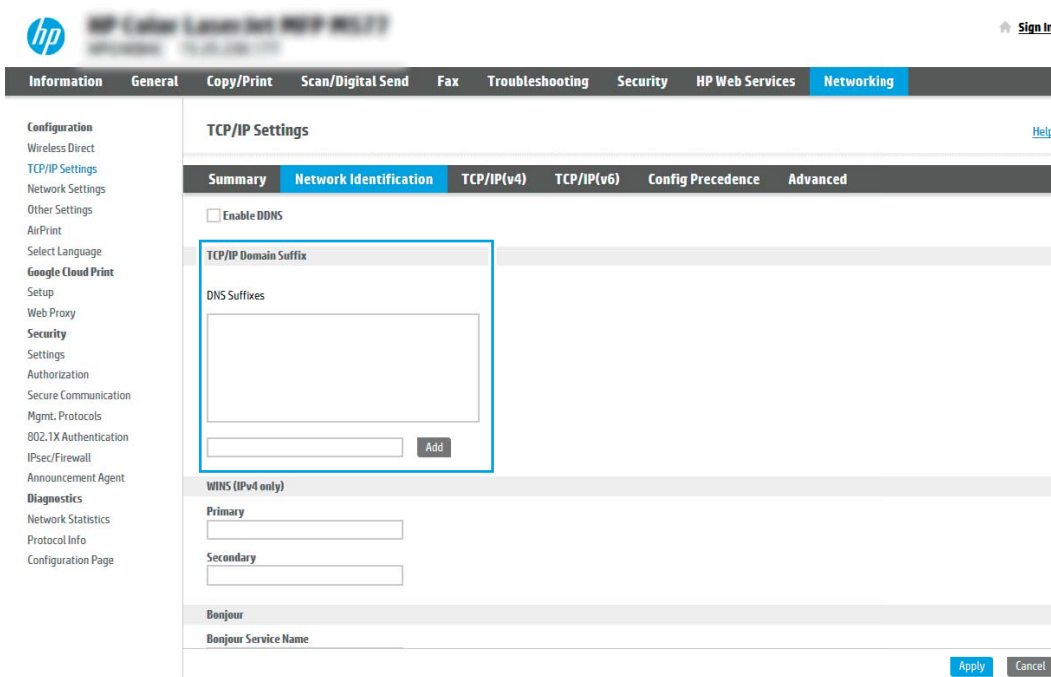 hp
Sign In
Information General Copy/Print Scan/Digital Send Fax Troubleshooting Security HP Web Services Networking
Configuration
Wireless Direct
TCP/IP Settings
Network Settings
Other Settings
AirPrint
Select Language
Google Cloud Print
Setup
Web Proxy
Security
Settings
Authorization
Secure Communication
Mgmt. Protocols
802.1X Authentication
IPsec/Firewall
Announcement Agent
Diagnostics
Network Statistics
Protocol Info
Configuration Page
TCP/IP Settings
Help
Summary Network Identification TCP/IP(v4) TCP/IP(v6) Config Precedence Advanced
Enable DDNS
TCP/IP Domain Suffix
DNS Suffixes
Add
WINS (IPv4 only)
Primary
Secondary
Bonjour
Bonjour Service Name
Apply Cancel